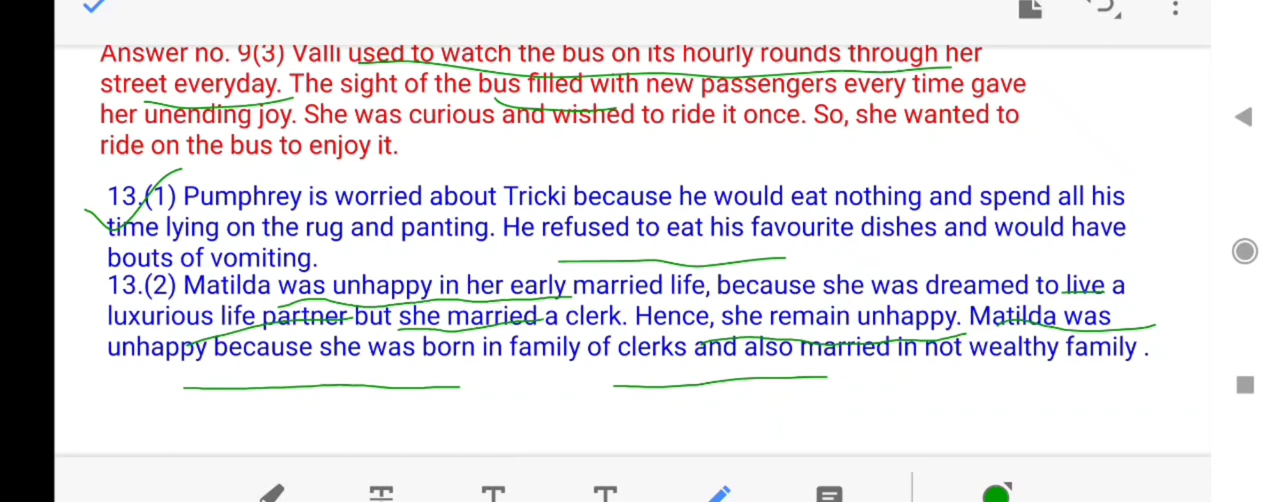 Answer no. 9(3) Valli used to watch the bus on its hourly rounds through her
street everyday. The sight of the bus filled with new passengers every time gave
her unending joy. She was curious and wished to ride it once. So, she wanted to
ride on the bus to enjoy it.
13.(1) Pumphrey is worried about Tricki because he would eat nothing and spend all his
time lying on the rug and panting. He refused to eat his favourite dishes and would have
bouts of vomiting.
13.(2) Matilda was unhappy in her early married life, because she was dreamed to live a
luxurious life partner but she married a clerk. Hence, she remain unhappy. Matilda was
unhappy because she was born in family of clerks and also married in not wealthy family .